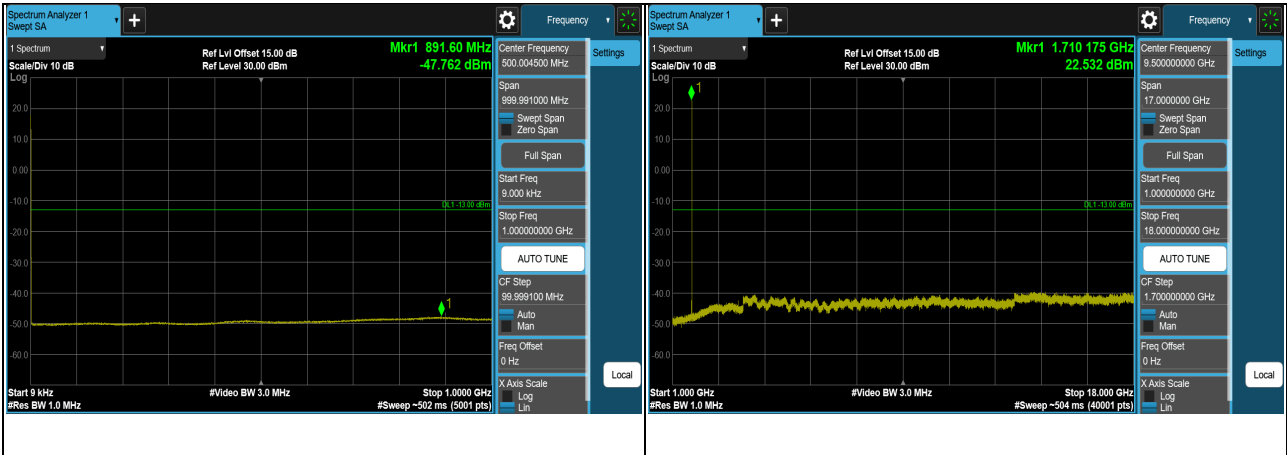 Spectrum Analyzer 1
Swept SA
+
Frequency
1 Spectrum
Scale/Div 10 dB
Ref Lvl Offset 15.00 dB
Ref Level 30.00 dBm
Mkr1 891.60 MHz
-47.762 dBm
Log
20.0
10.0
0.00
-10.0
-20.0
-30.0
-40.0
-50.0
-60.0
DL1 -13.00 dBm
1
Start 9 kHz
#Res BW 1.0 MHz
#Video BW 3.0 MHz
Stop 1.0000 GHz
#Sweep ~502 ms (5001 pts)
Center Frequency
500.004500 MHz
Span
999.991000 MHz
Swept Span
Zero Span
Full Span
Start Freq
9.000 kHz
Stop Freq
1.000000000 GHz
AUTO TUNE
CF Step
99.999100 MHz
Auto
Man
Freq Offset
0 Hz
X Axis Scale
Log
Lin
Settings
Local
Spectrum Analyzer 1
Swept SA
+
Frequency
1 Spectrum
Scale/Div 10 dB
Ref Lvl Offset 15.00 dB
Ref Level 30.00 dBm
Mkr1 1.710 175 GHz
22.532 dBm
Log
1
20.0
10.0
0.00
-10.0
-20.0
-30.0
-40.0
-50.0
-60.0
DL1 -13.00 dBm
Start 1.000 GHz
#Res BW 1.0 MHz
#Video BW 3.0 MHz
Stop 18.000 GHz
#Sweep ~504 ms (40001 pts)
Center Frequency
9.500000000 GHz
Span
17.0000000 GHz
Swept Span
Zero Span
Full Span
Start Freq
1.000000000 GHz
Stop Freq
18.000000000 GHz
AUTO TUNE
CF Step
1.700000000 GHz
Auto
Man
Freq Offset
0 Hz
X Axis Scale
Log
Lin
Settings
Local